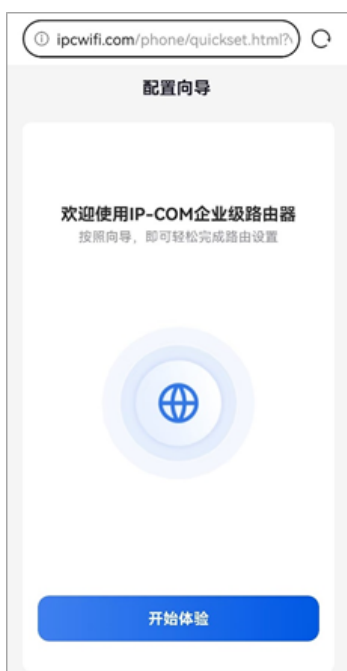 ipcwifi.com/phone/quickset.html?
配置向导
欢迎使用IP-COM企业级路由器
按照向导，即可轻松完成路由设置
开始体验